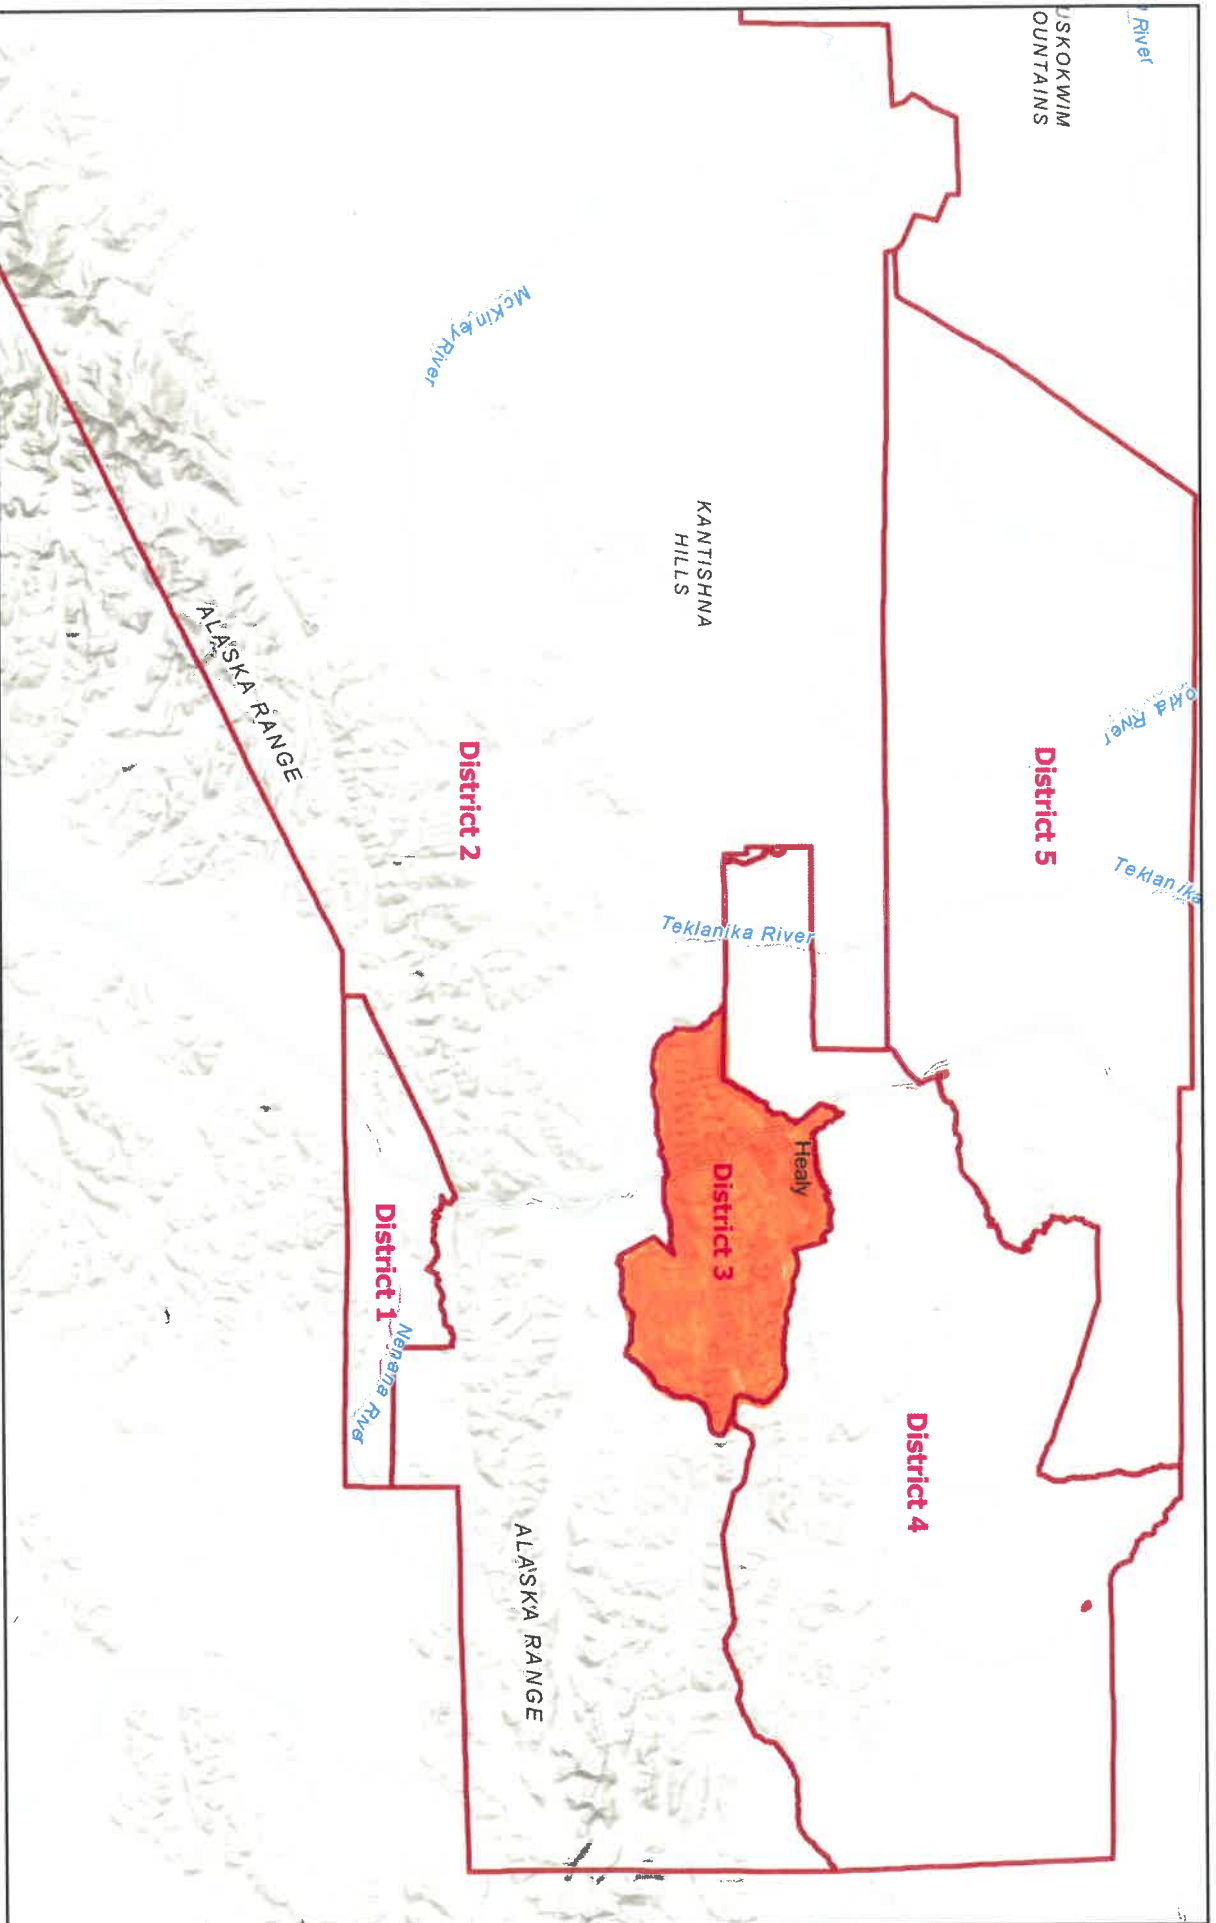 River
USKOKWIM
OUNTAINS
McKinley River
KANTISHNA
HILLS
ALASKA RANGE
District 2
District 5
River
Teklanika
Teklanika River
Healy
District 3
District 1
Nenana River
District 4
ALASKA RANGE